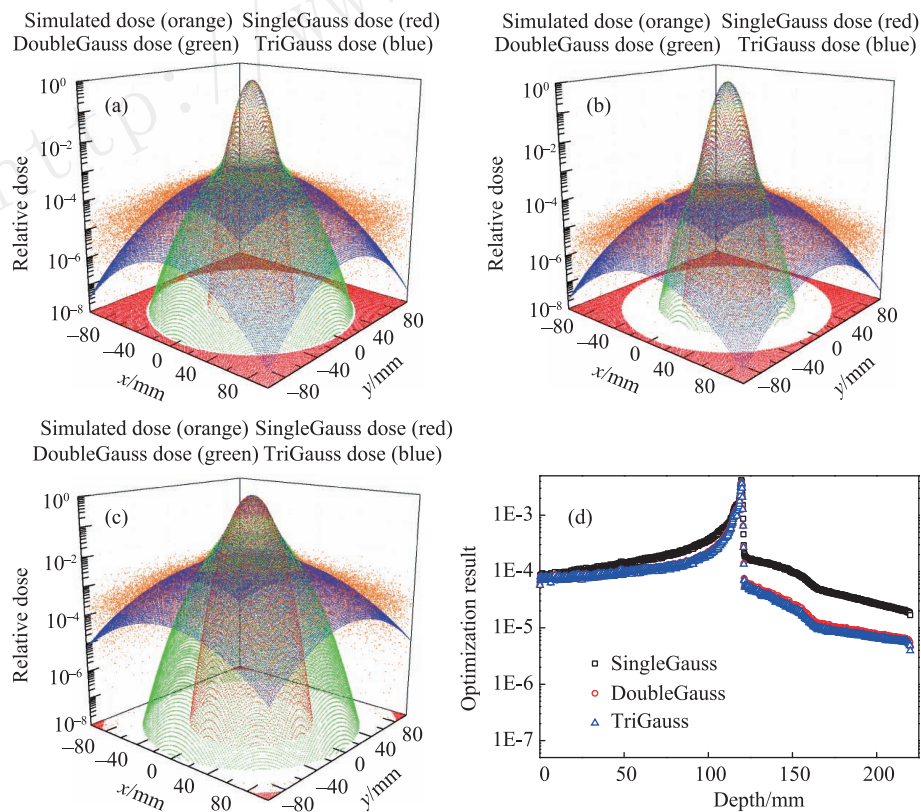 Simulated dose (orange) SingleGauss dose (red)
DoubleGauss dose (green) TriGauss dose (blue)
(a)
Relative dose
10⁰
10⁻²
10⁻⁴
10⁻⁶
10⁻⁸
−80
−40
0
40
80
x/mm
−80
−40
0
40
80
y/mm
Simulated dose (orange) SingleGauss dose (red)
DoubleGauss dose (green) TriGauss dose (blue)
(b)
Relative dose
10⁰
10⁻²
10⁻⁴
10⁻⁶
10⁻⁸
−80
−40
0
40
80
x/mm
−80
−40
0
40
80
y/mm
Simulated dose (orange) SingleGauss dose (red)
DoubleGauss dose (green) TriGauss dose (blue)
(c)
Relative dose
10⁰
10⁻²
10⁻⁴
10⁻⁶
10⁻⁸
−80
−40
0
40
80
x/mm
−80
−40
0
40
80
y/mm
(d)
Optimization result
1E-3
1E-4
1E-5
1E-6
1E-7
SingleGauss
DoubleGauss
TriGauss
0 50 100 150 200
Depth/mm
http://w